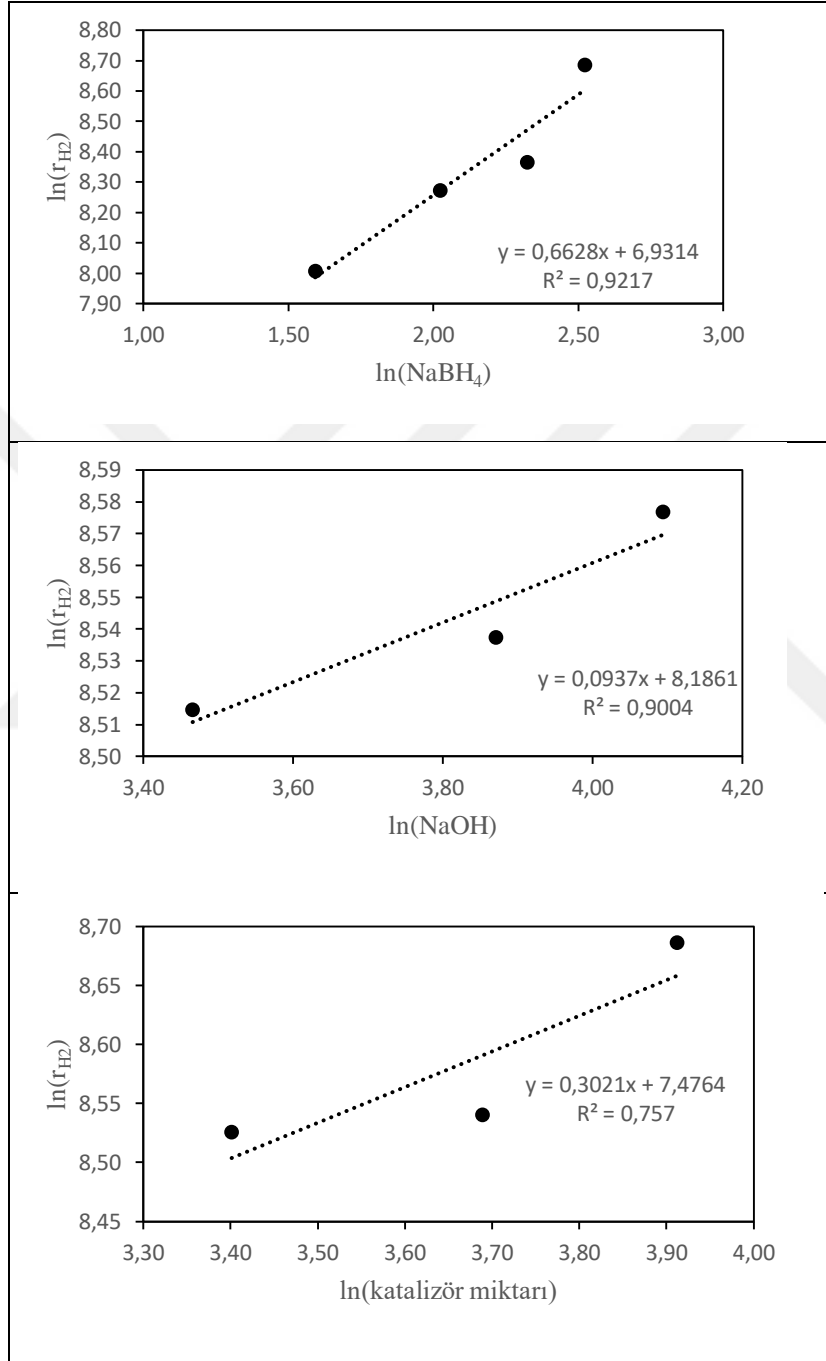 8,80
8,70
8,60
8,50
8,40
8,30
8,20
8,10
8,00
7,90
ln(r_H2)
y = 0,6628x + 6,9314
R² = 0,9217
1,00 1,50 2,00 2,50 3,00
ln(NaBH₄)
8,59
8,58
8,57
8,56
8,55
8,54
8,53
8,52
8,51
8,50
ln(r_H2)
y = 0,0937x + 8,1861
R² = 0,9004
3,40 3,60 3,80 4,00 4,20
ln(NaOH)
8,70
8,65
8,60
8,55
8,50
8,45
ln(r_H2)
y = 0,3021x + 7,4764
R² = 0,757
3,30 3,40 3,50 3,60 3,70 3,80 3,90 4,00
ln(katalizör miktarı)